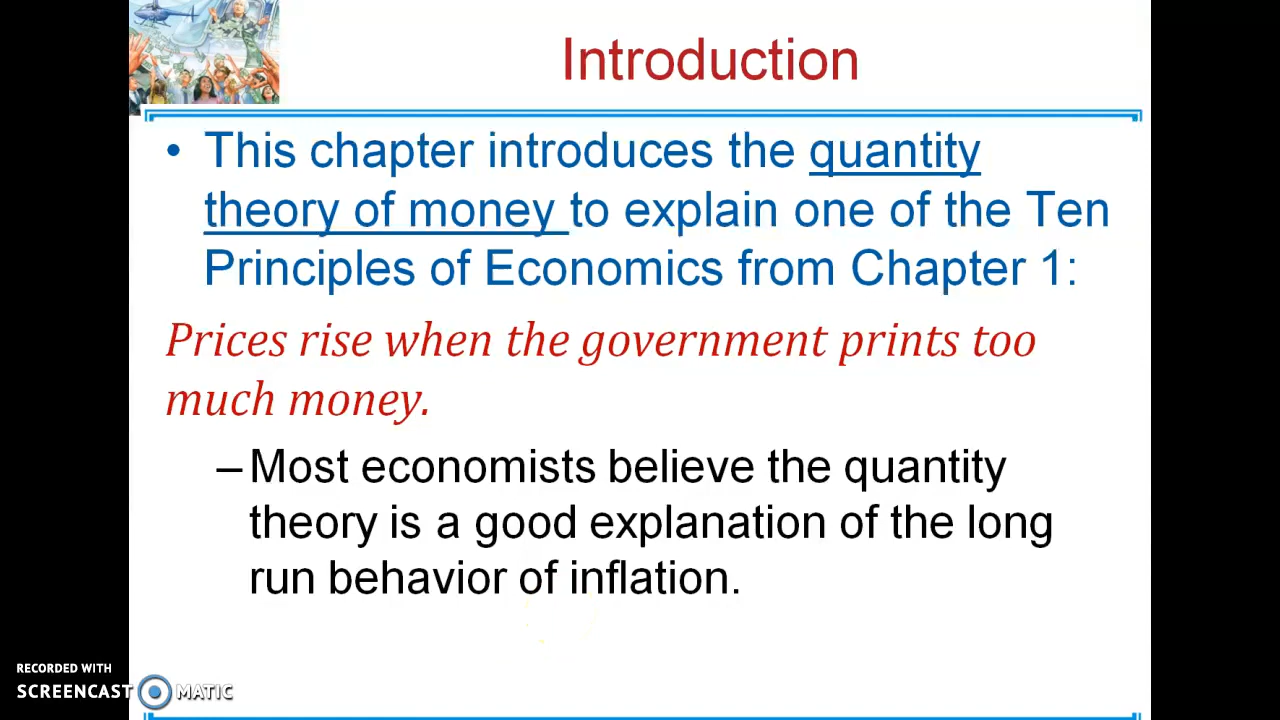 Introduction
• This chapter introduces the quantity
theory of money to explain one of the Ten
Principles of Economics from Chapter 1:
Prices rise when the government prints too
much money.
–Most economists believe the quantity
theory is a good explanation of the long
run behavior of inflation.
RECORDED WITH
SCREENCAST MATIC